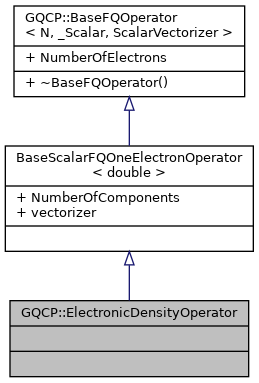 GQCP::BaseFQOperator
< N, _Scalar, ScalarVectorizer >
+ NumberOfElectrons
+ ~BaseFQOperator()
BaseScalarFQOneElectronOperator
< double >
+ NumberOfComponents
+ vectorizer
GQCP::ElectronicDensityOperator